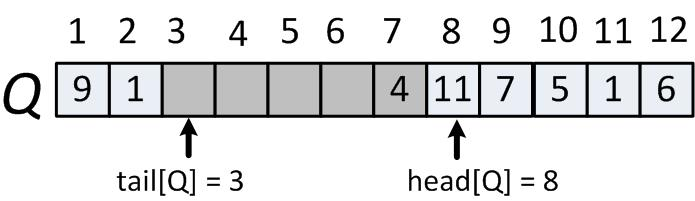 1 2 3 4 5 6 7 8 9 10 11 12
Q 9 1 4 11 7 5 1 6
tail[Q] = 3 head[Q] = 8